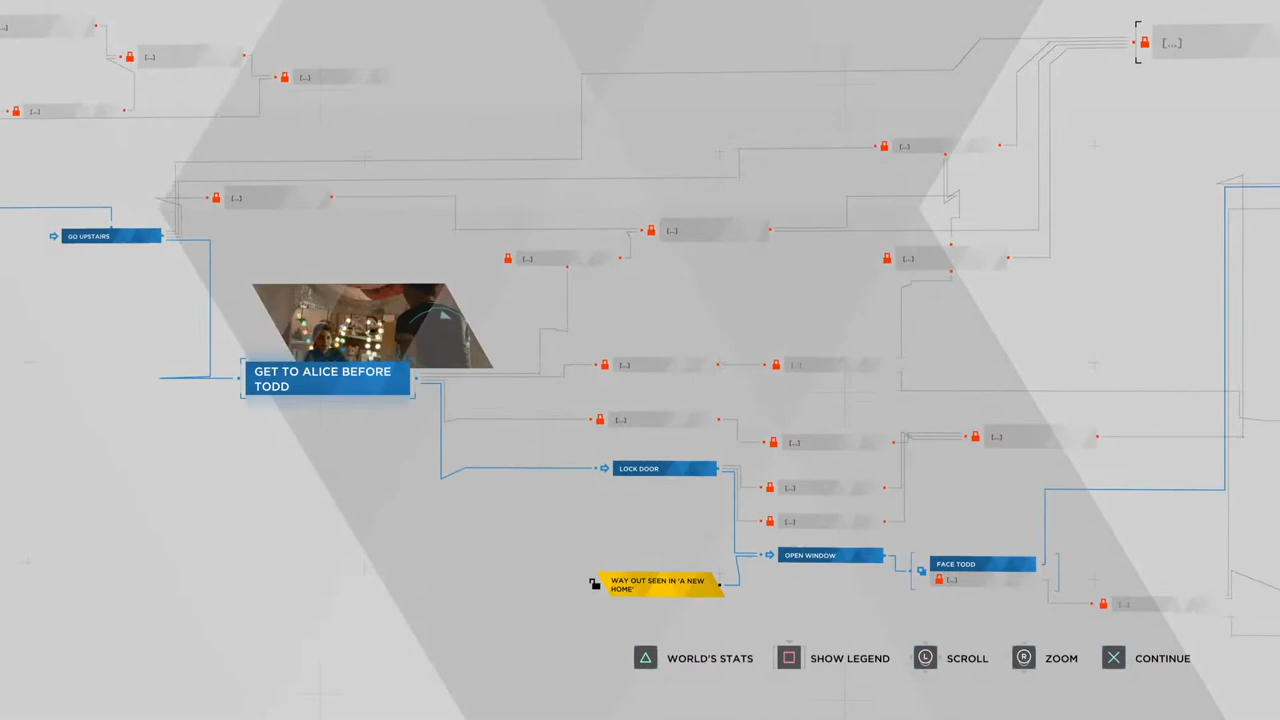 [...]
[...]
[...]
[...]
[...]
[...]
[...]
GO UPSTAIRS
[...]
[...]
[...]
GET TO ALICE BEFORE
TODD
[...]
[...]
[...]
[...]
[...]
LOCK DOOR
[...]
[...]
OPEN WINDOW
FACE TODD
[...]
WAY OUT SEEN IN 'A NEW
HOME'
[...]
WORLD'S STATS
SHOW LEGEND
L
SCROLL
R
ZOOM
CONTINUE